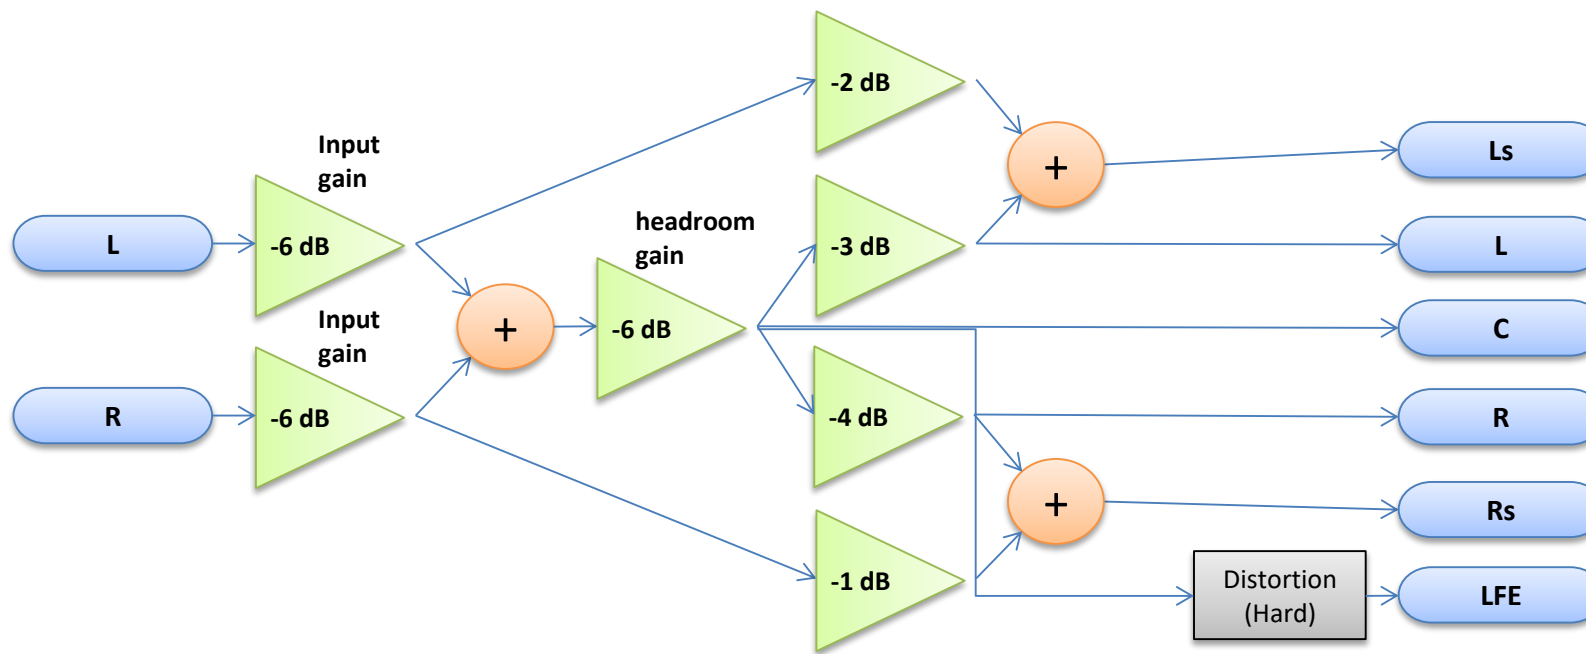 -2 dB
Input
gain
+
Ls
headroom
gain
L
-6 dB
-3 dB
L
Input
gain
+
-6 dB
C
R
-6 dB
-4 dB
R
+
Rs
-1 dB
Distortion
(Hard)
LFE